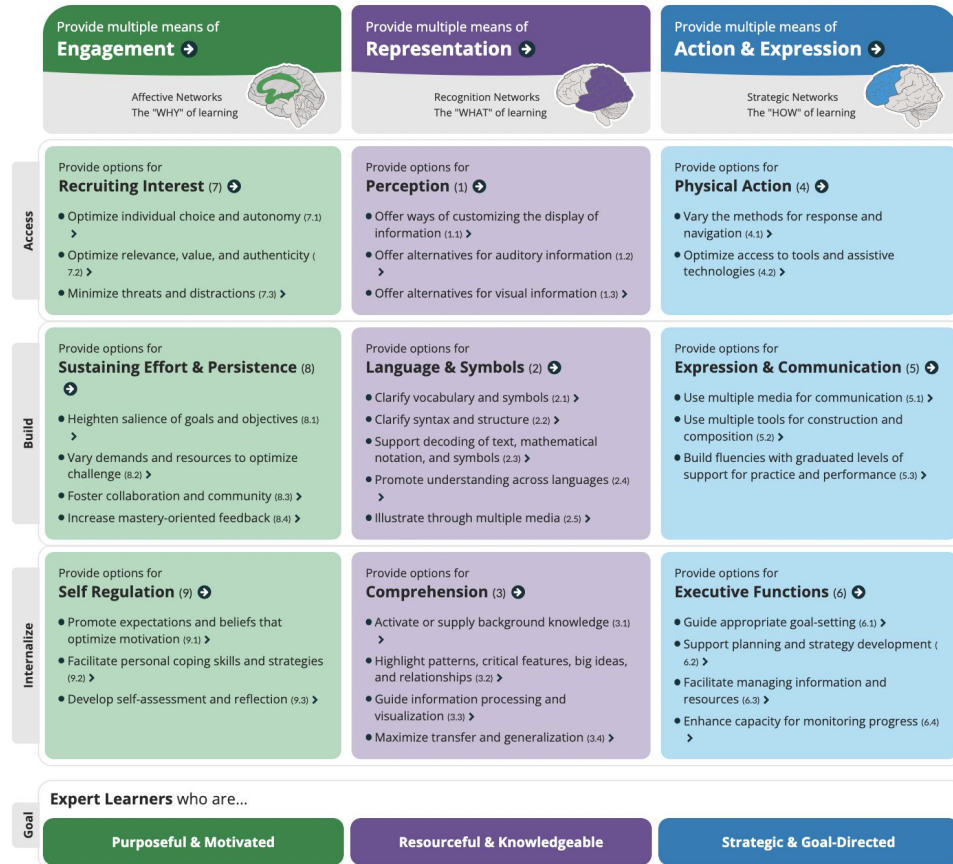 Provide multiple means of
Engagement
Affective Networks
The "WHY" of learning
Provide multiple means of
Representation
Recognition Networks
The "WHAT" of learning
Provide multiple means of
Action & Expression
Strategic Networks
The "HOW" of learning
Access
Provide options for
Recruiting Interest (7)
Optimize individual choice and autonomy (7.1)
Optimize relevance, value, and authenticity (
7.2)
Minimize threats and distractions (7.3)
Provide options for
Perception (1)
Offer ways of customizing the display of
information (1.1)
Offer alternatives for auditory information (1.2)
Offer alternatives for visual information (1.3)
Provide options for
Physical Action (4)
Vary the methods for response and
navigation (4.1)
Optimize access to tools and assistive
technologies (4.2)
Build
Provide options for
Sustaining Effort & Persistence (8)
Heighten salience of goals and objectives (8.1)
Vary demands and resources to optimize
challenge (8.2)
Foster collaboration and community (8.3)
Increase mastery-oriented feedback (8.4)
Provide options for
Language & Symbols (2)
Clarify vocabulary and symbols (2.1)
Clarify syntax and structure (2.2)
Support decoding of text, mathematical
notation, and symbols (2.3)
Promote understanding across languages (2.4)
Illustrate through multiple media (2.5)
Provide options for
Expression & Communication (5)
Use multiple media for communication (5.1)
Use multiple tools for construction and
composition (5.2)
Build fluencies with graduated levels of
support for practice and performance (5.3)
Internalize
Provide options for
Self Regulation (9)
Promote expectations and beliefs that
optimize motivation (9.1)
Facilitate personal coping skills and strategies
(9.2)
Develop self-assessment and reflection (9.3)
Provide options for
Comprehension (3)
Activate or supply background knowledge (3.1)
Highlight patterns, critical features, big ideas,
and relationships (3.2)
Guide information processing and
visualization (3.3)
Maximize transfer and generalization (3.4)
Provide options for
Executive Functions (6)
Guide appropriate goal-setting (6.1)
Support planning and strategy development (
6.2)
Facilitate managing information and
resources (6.3)
Enhance capacity for monitoring progress (6.4)
Goal
Expert Learners who are...
Purposeful & Motivated
Resourceful & Knowledgeable
Strategic & Goal-Directed